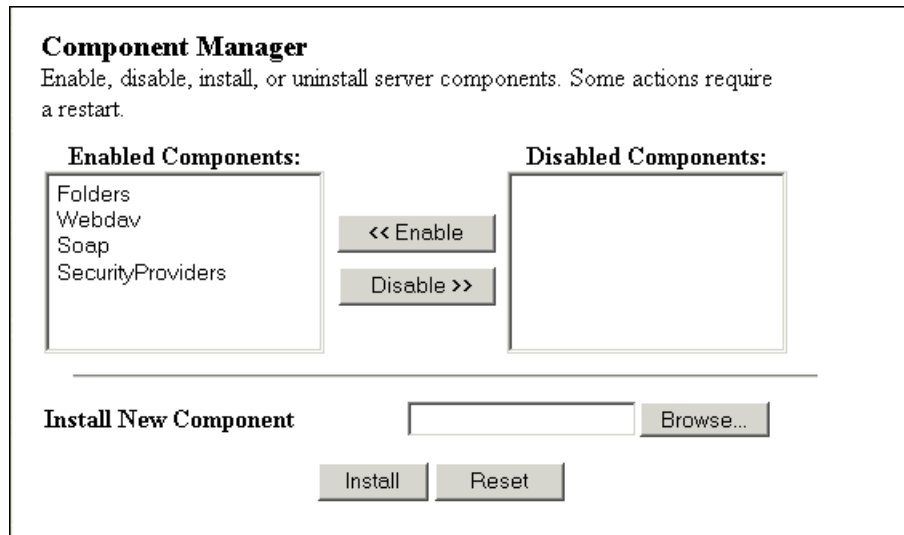 Component Manager
Enable, disable, install, or uninstall server components. Some actions require
a restart.
Enabled Components:
Disabled Components:
Folders
Webdav
Soap
SecurityProviders
<< Enable
Disable >>
Install New Component
Browse...
Install
Reset